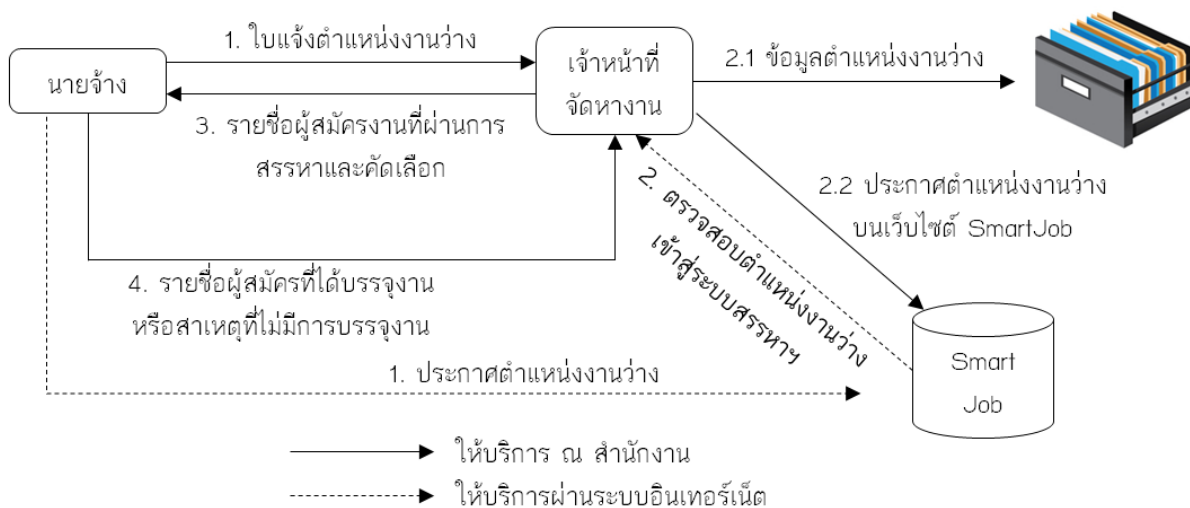 1. ใบแจ้งตำแหน่งงานว่าง
นายจ้าง
เจ้าหน้าที่
จัดหางาน
2.1 ข้อมูลตำแหน่งงานว่าง
3. รายชื่อผู้สมัครงานที่ผ่านการ
สรรหาและคัดเลือก
2.2 ประกาศตำแหน่งงานว่าง
บนเว็บไซต์ SmartJob
2. ตรวจสอบตำแหน่งงานว่าง
เข้าสู่ระบบสรรหาฯ
4. รายชื่อผู้สมัครที่ได้บรรจุงาน
หรือสาเหตุที่ไม่มีการบรรจุงาน
1. ประกาศตำแหน่งงานว่าง
Smart
Job
ให้บริการ ณ สำนักงาน
ให้บริการผ่านระบบอินเทอร์เน็ต